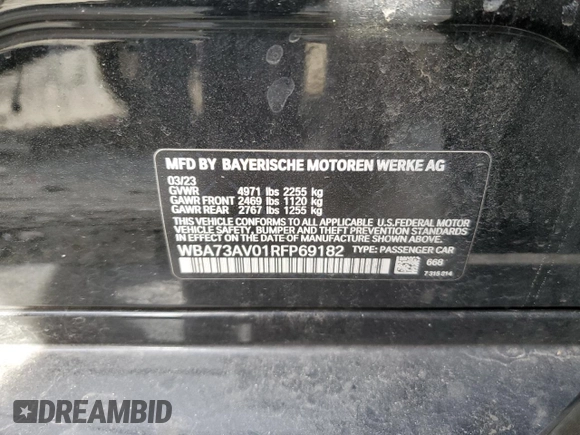 MFD BY BAYERISCHE MOTOREN WERKE AG
03/23
GVWR 4971 lbs 2255 kg
GAWR FRONT 2469 lbs 1120 kg
GAWR REAR 2767 lbs 1255 kg
THIS VEHICLE CONFORMS TO ALL APPLICABLE U.S.FEDERAL MOTOR
VEHICLE SAFETY, BUMPER AND THEFT PREVENTION STANDARDS
IN EFFECT ON THE DATE OF MANUFACTURE SHOWN ABOVE.
WBA73AV01RFP69182 TYPE: PASSENGER CAR
668
7 315 014
DREAMBID